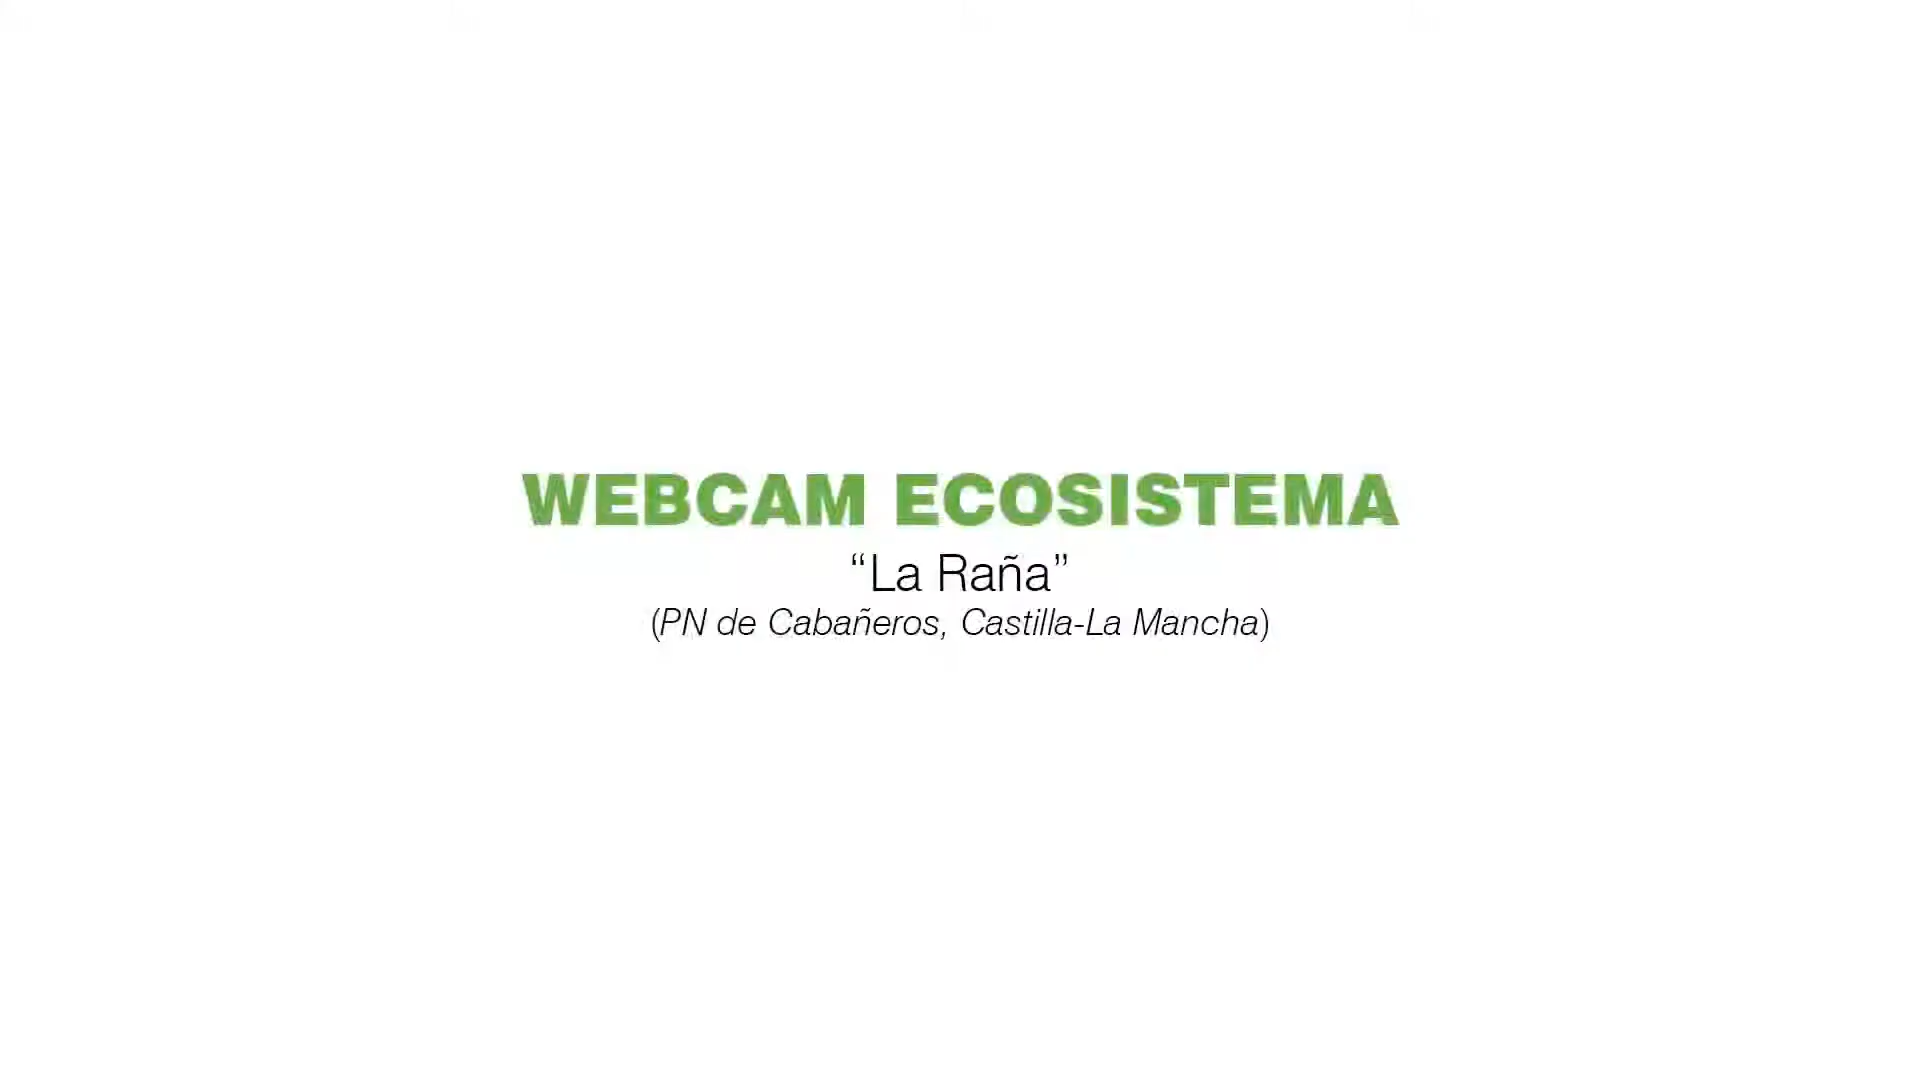 WEBCAM ECOSISTEMA
“La Raña”
(PN de Cabañeros, Castilla-La Mancha)